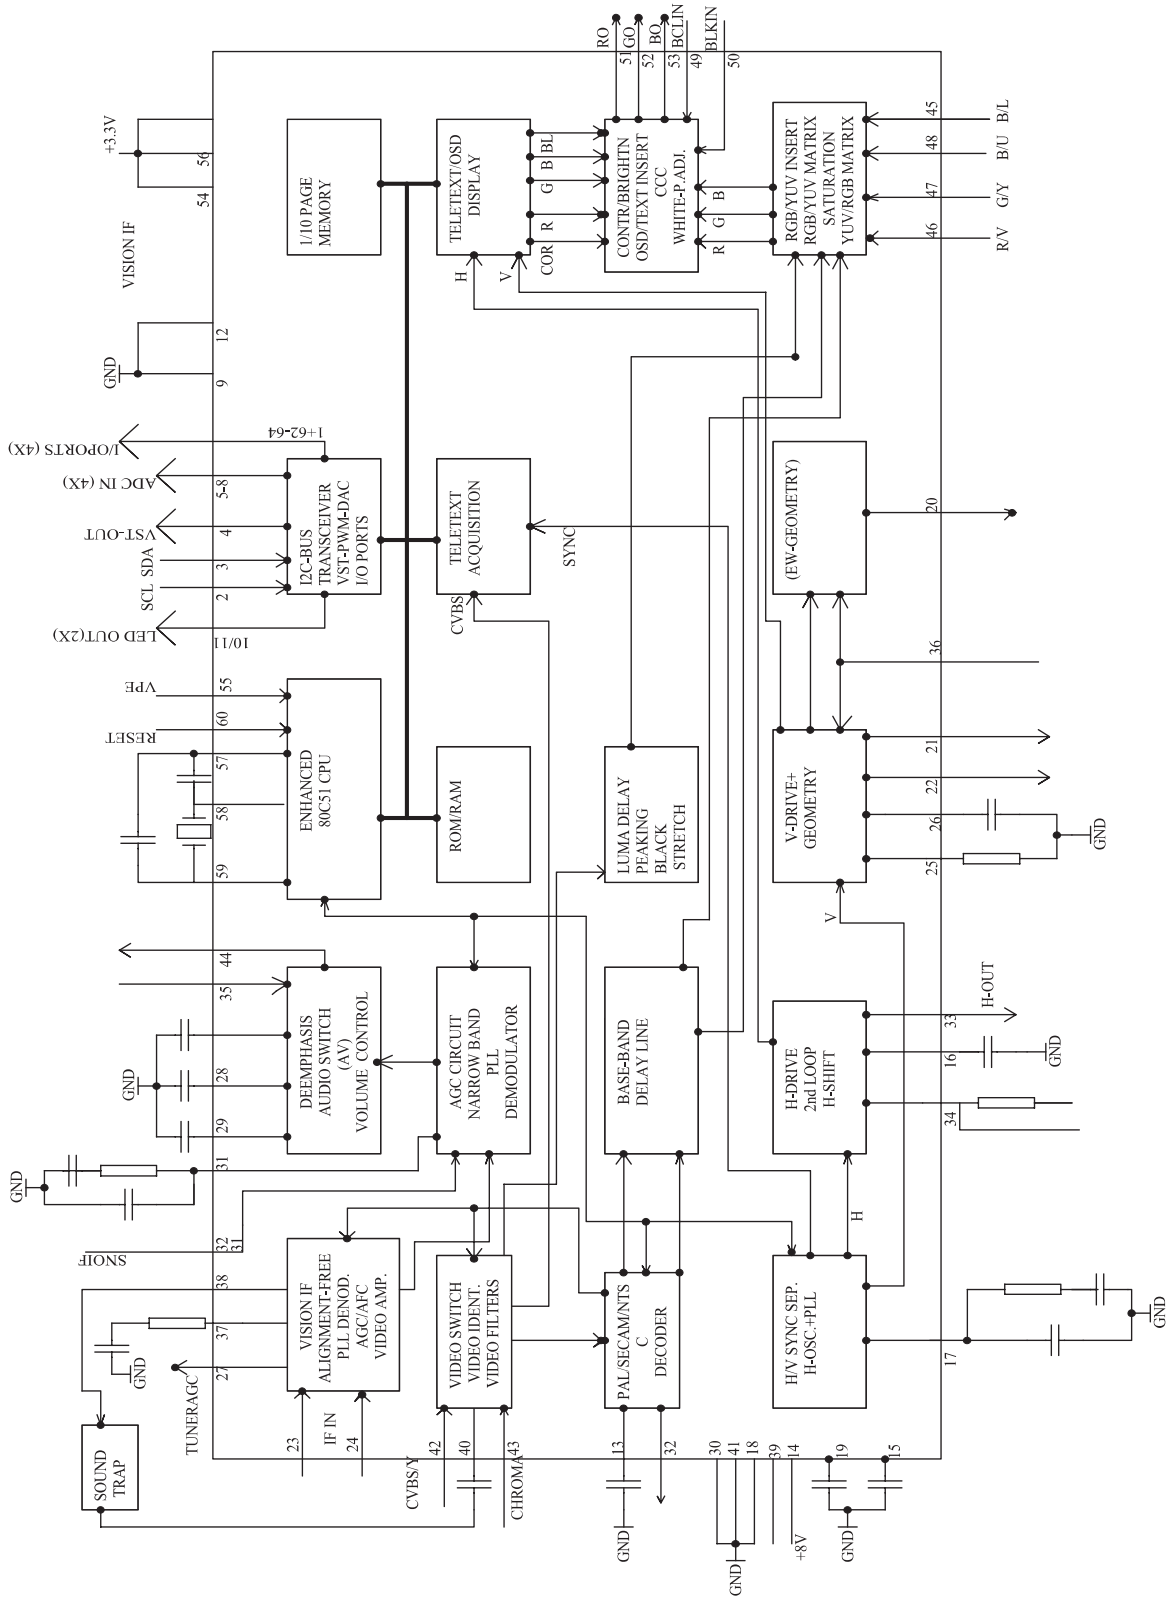 RO
GO
BO
BCLIN
BLKIN
51
52
53
49
50
+3.3V
56
54
VISION IF
GND
12
9
I/OPORTS (4X)
1+62-64
ADC IN (4X)
5-8
VST-OUT
4
SCL SDA
3
2
LED OUT(2X)
10/11
VPE
55
RESET
60
57
58
59
44
35
GND
28
29
31
GND
SNOIF
32
31
38
37
27
GND
TUNERAGC
SOUND
TRAP
1/10 PAGE
MEMORY
TELETEXT/OSD
DISPLAY
H
V
COR
R
G
B
BL
CONTR/BRIGHTN
OSD/TEXT INSERT
CCC
WHITE-P.ADJ.
R
G
B
RGB/YUV INSERT
RGB/YUV MATRIX
SATURATION
YUV/RGB MATRIX
45
48
47
46
B/L
B/U
G/Y
R/V
I2C-BUS
TRANSCEIVER
VST-PWM-DAC
I/O PORTS
TELETEXT
ACQUISITION
SYNC
CVBS
(EW-GEOMETRY)
20
36
ENHANCED
80C51 CPU
ROM/RAM
LUMA DELAY
PEAKING
BLACK
STRETCH
V-DRIVE+
GEOMETRY
21
22
26
25
GND
V
DEEMPHASIS
AUDIO SWITCH
(AV)
VOLUME CONTROL
AGC CIRCUIT
NARROW BAND
PLL
DEMODULATOR
BASE-BAND
DELAY LINE
H-DRIVE
2nd LOOP
H-SHIFT
H-OUT
33
16
GND
34
H
VISION IF
ALIGNMENT-FREE
PLL DENOD.
AGC/AFC
VIDEO AMP.
VIDEO SWITCH
VIDEO IDENT.
VIDEO FILTERS
PAL/SECAM/NTS
C
DECODER
H/V SYNC SEP.
H-OSC.+PLL
17
GND
23
IF IN
24
CVBS/Y
42
40
CHROMA
43
13
32
GND
30
41
18
GND
39
14
+8V
19
15
GND